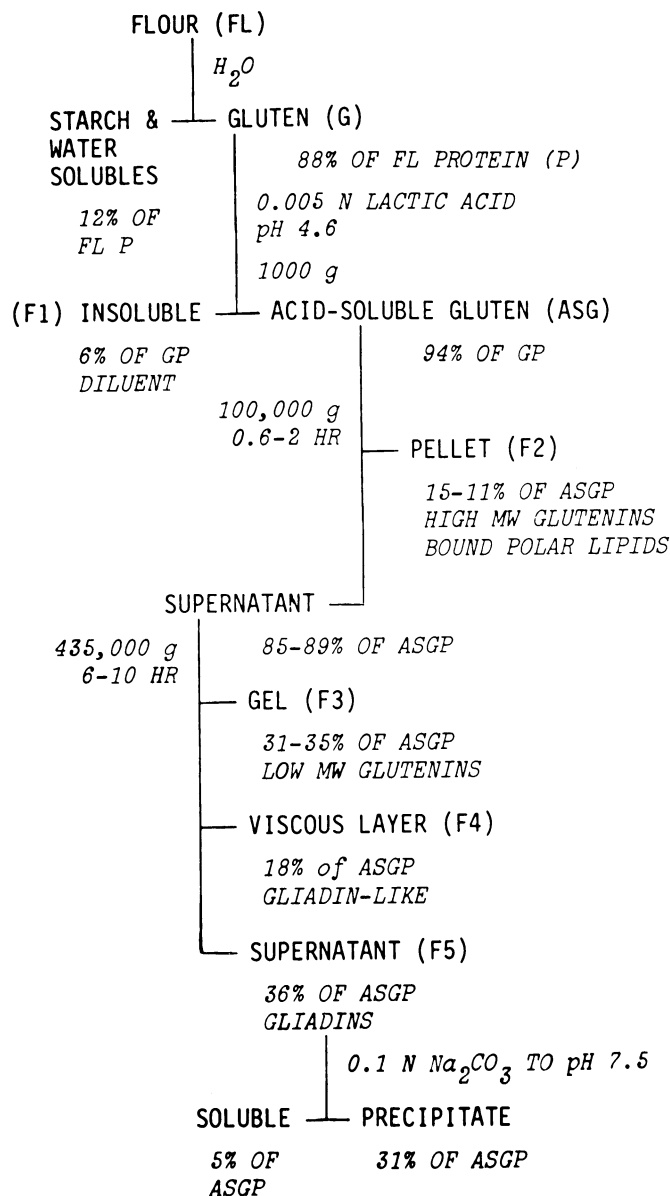 FLOUR (FL)
H₂O
STARCH &
WATER
SOLUBLES
GLUTEN (G)
12% OF
FL P
88% OF FL PROTEIN (P)
0.005 N LACTIC ACID
pH 4.6
1000 g
(F1) INSOLUBLE
ACID-SOLUBLE GLUTEN (ASG)
6% OF GP
DILUENT
94% OF GP
100,000 g
0.6-2 HR
PELLET (F2)
15-11% OF ASGP
HIGH MW GLUTENINS
BOUND POLAR LIPIDS
SUPERNATANT
435,000 g
6-10 HR
85-89% OF ASGP
GEL (F3)
31-35% OF ASGP
LOW MW GLUTENINS
VISCOUS LAYER (F4)
18% of ASGP
GLIADIN-LIKE
SUPERNATANT (F5)
36% OF ASGP
GLIADINS
0.1 N Na₂CO₃ TO pH 7.5
SOLUBLE
PRECIPITATE
5% OF
ASGP
31% OF ASGP